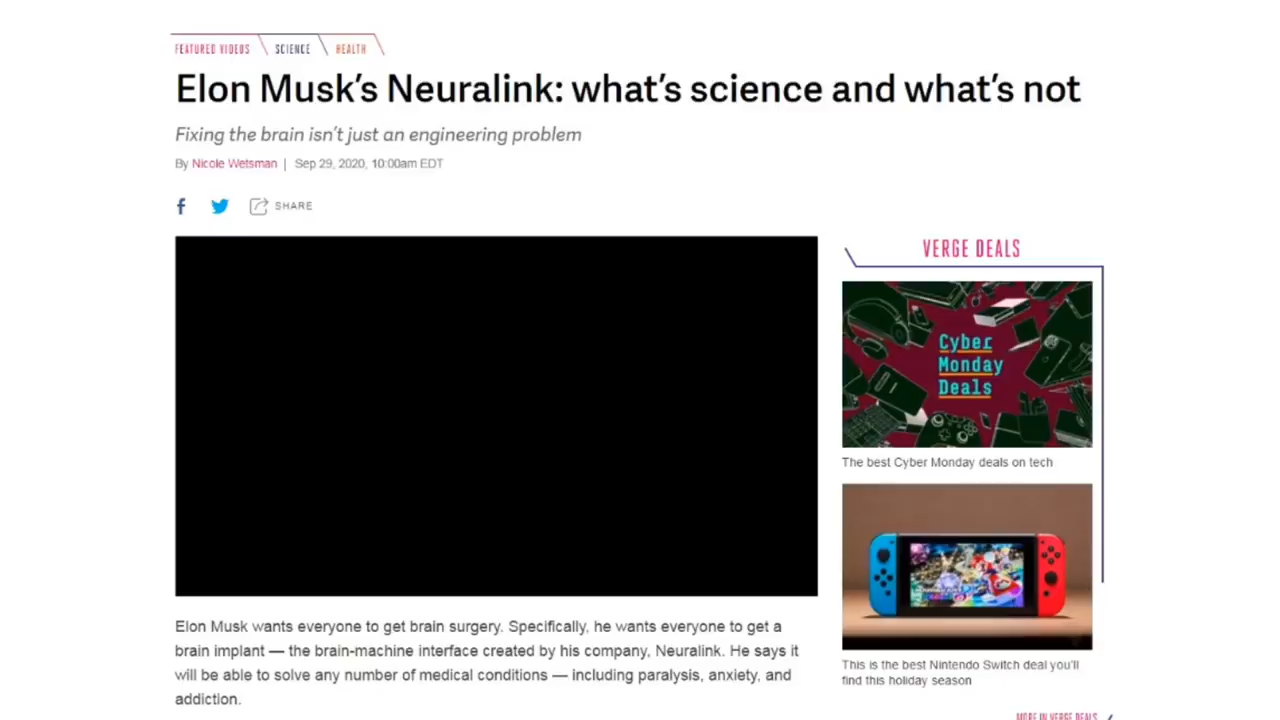 FEATURED VIDEOS SCIENCE HEALTH
Elon Musk's Neuralink: what's science and what's not
Fixing the brain isn't just an engineering problem
By Nicole Wetsman | Sep 29, 2020, 10:00am EDT
SHARE
VERGE DEALS
Cyber
Monday
Deals
The best Cyber Monday deals on tech
This is the best Nintendo Switch deal you'll
find this holiday season
MORE IN VERGE DEALS
Elon Musk wants everyone to get brain surgery. Specifically, he wants everyone to get a
brain implant — the brain-machine interface created by his company, Neuralink. He says it
will be able to solve any number of medical conditions — including paralysis, anxiety, and
addiction.